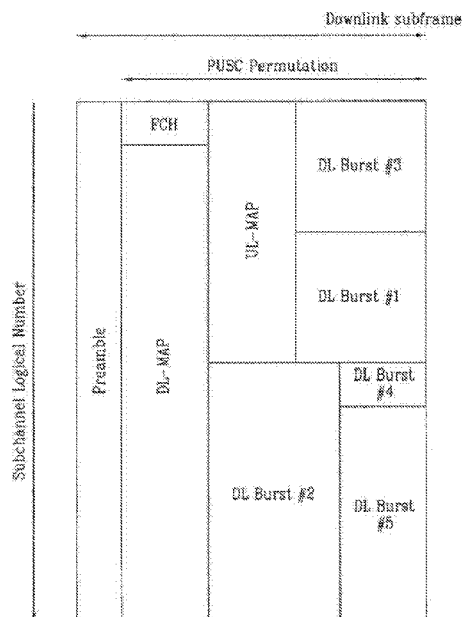 Downlink subframe
PUSC Permutation
Subchannel Logical Number
Preamble
FCH
DL-MAP
UL-MAP
DL Burst #3
DL Burst #1
DL Burst #2
DL Burst
#4
DL Burst
#5